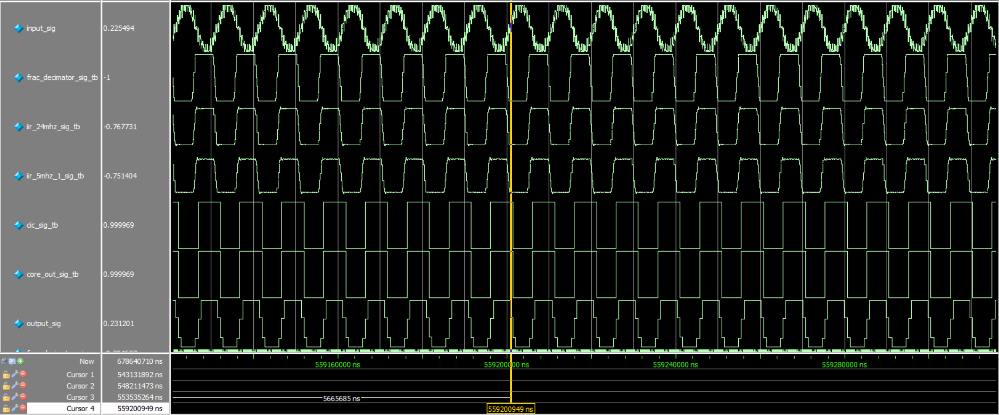 input_sig 0.225494
frac_decimator_sig_tb -1
iir_24mhz_sig_tb -0.767731
iir_5mhz_1_sig_tb -0.751404
cic_sig_tb 0.999969
core_out_sig_tb 0.999969
output_sig 0.231201
Now 678640710 ns 559160000 ns 559200000 ns 559240000 ns 559280000 ns
Cursor 1 543131892 ns
Cursor 2 548211473 ns
Cursor 3 553535264 ns 5665685 ns
Cursor 4 559200949 ns 559200949 ns